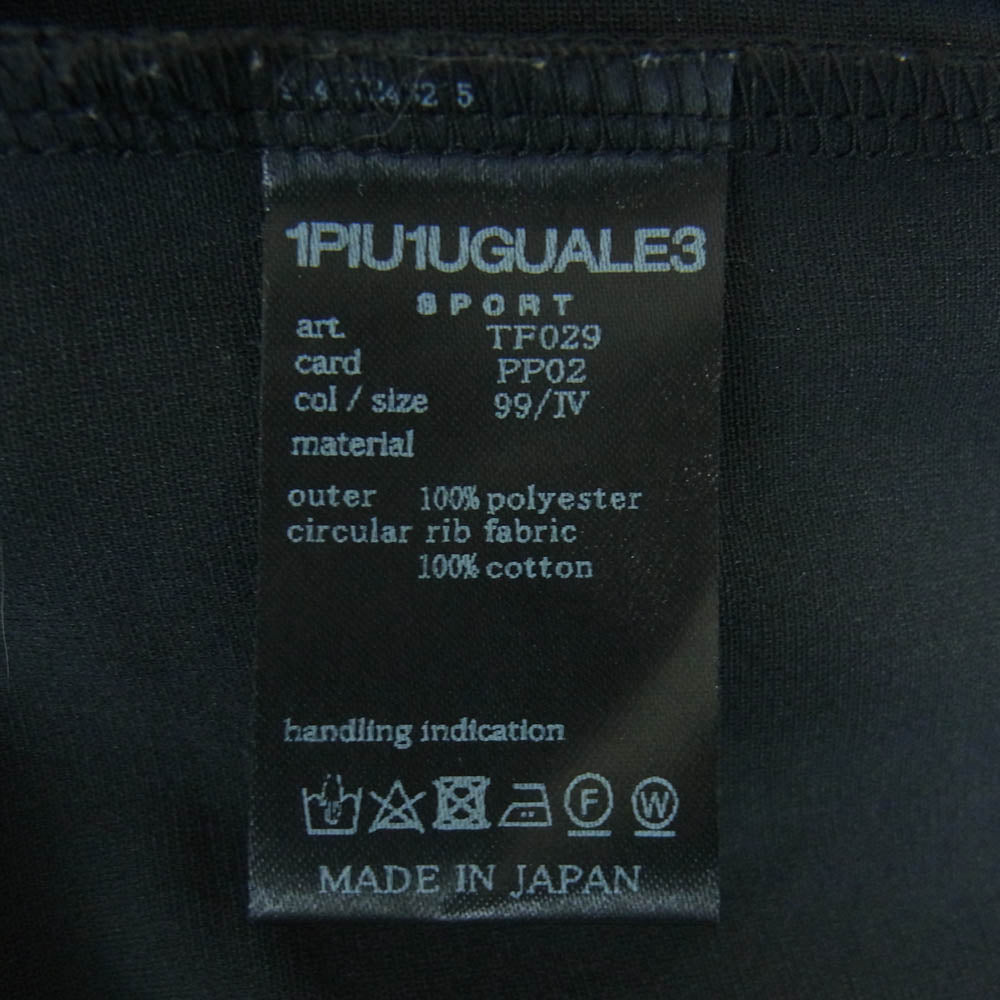 1PIU1UGUALE3
SPORT
art. TF029
card PP02
col / size 99/IV
material
outer 100% polyester
circular rib fabric
100% cotton
handling indication
F W
MADE IN JAPAN